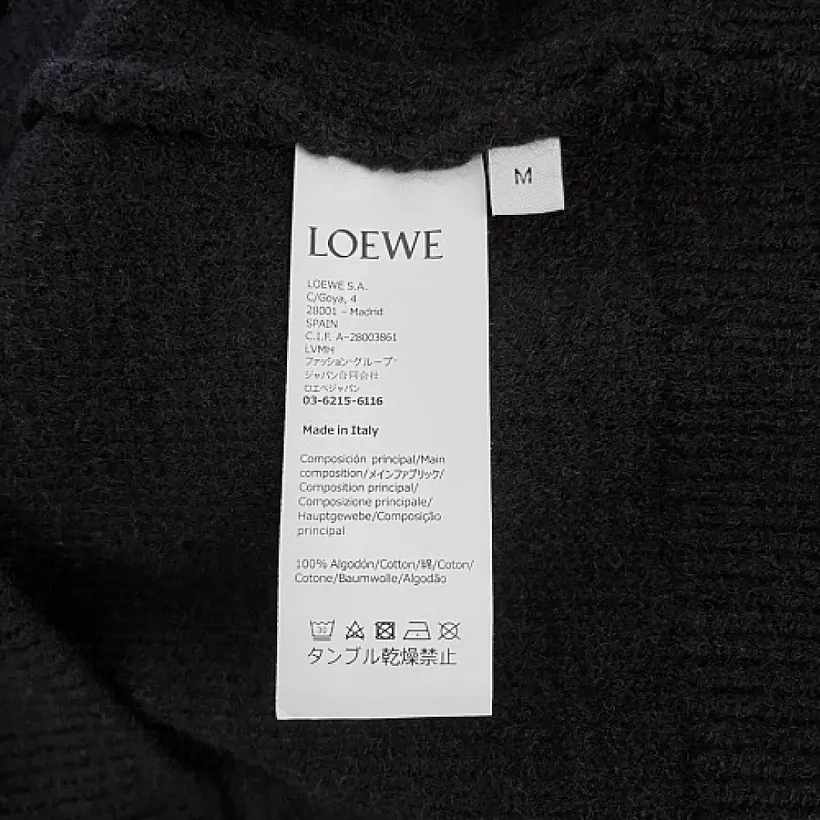 M
LOEWE
LOEWE S.A.
C/Goya, 4
28001 - Madrid
SPAIN
C.I.F. A-28003861
LVMH
ファッション・グループ・
ジャパン合同会社
ロエベジャパン
03-6215-6116
Made in Italy
Composición principal/Main
composition/メインファブリック/
Composition principal/
Composizione principale/
Hauptgewebe/Composição
principal
100% Algodón/Cotton/綿/Coton/
Cotone/Baumwolle/Algodão
30
タンブル乾燥禁止